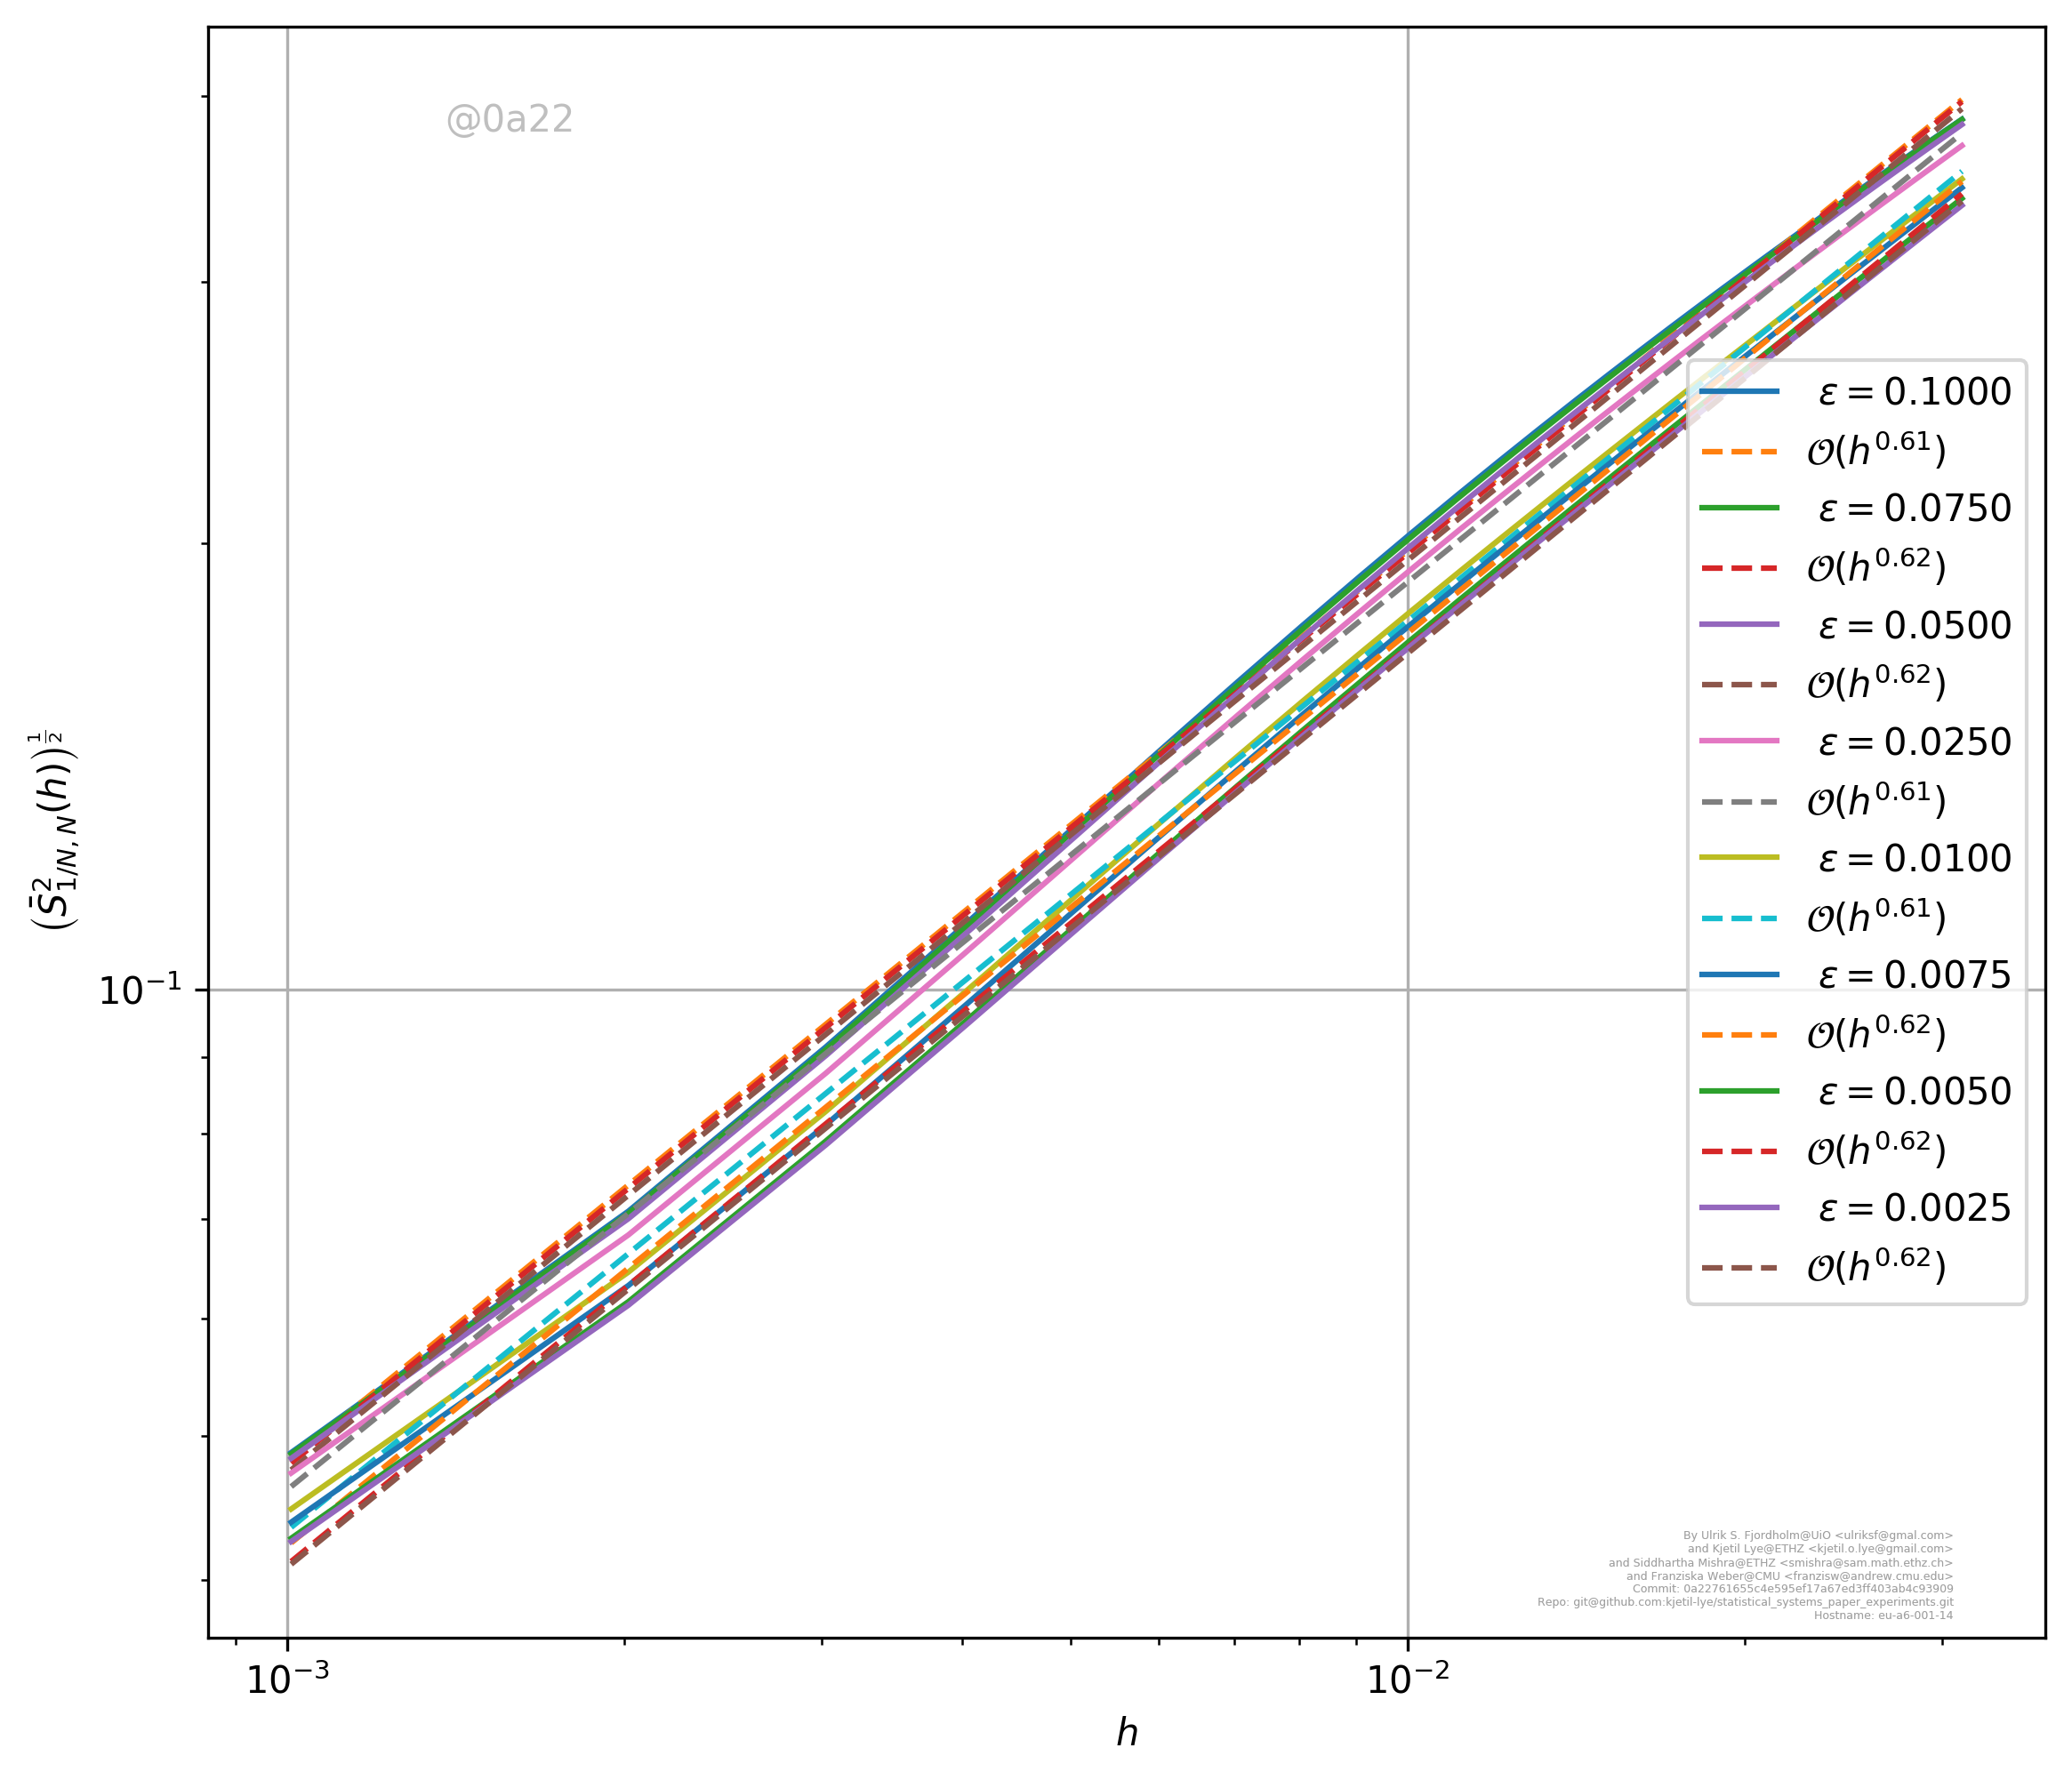 @0a22
ε = 0.1000
𝒪(h^0.61)
ε = 0.0750
𝒪(h^0.62)
ε = 0.0500
𝒪(h^0.62)
ε = 0.0250
𝒪(h^0.61)
ε = 0.0100
𝒪(h^0.61)
ε = 0.0075
𝒪(h^0.62)
ε = 0.0050
𝒪(h^0.62)
ε = 0.0025
𝒪(h^0.62)
(S̄²_{1/N, N}(h))^{1/2}
10⁻¹
By Ulrik S. Fjordholm@UiO <ulriksf@gmal.com>
and Kjetil Lye@ETHZ <kjetil.o.lye@gmail.com>
and Siddhartha Mishra@ETHZ <smishra@sam.math.ethz.ch>
and Franziska Weber@CMU <franzisw@andrew.cmu.edu>
Commit: 0a22761655c4e595ef17a67ed3ff403ab4c93909
Repo: git@github.com:kjetil-lye/statistical_systems_paper_experiments.git
Hostname: eu-a6-001-14
10⁻³
10⁻²
h